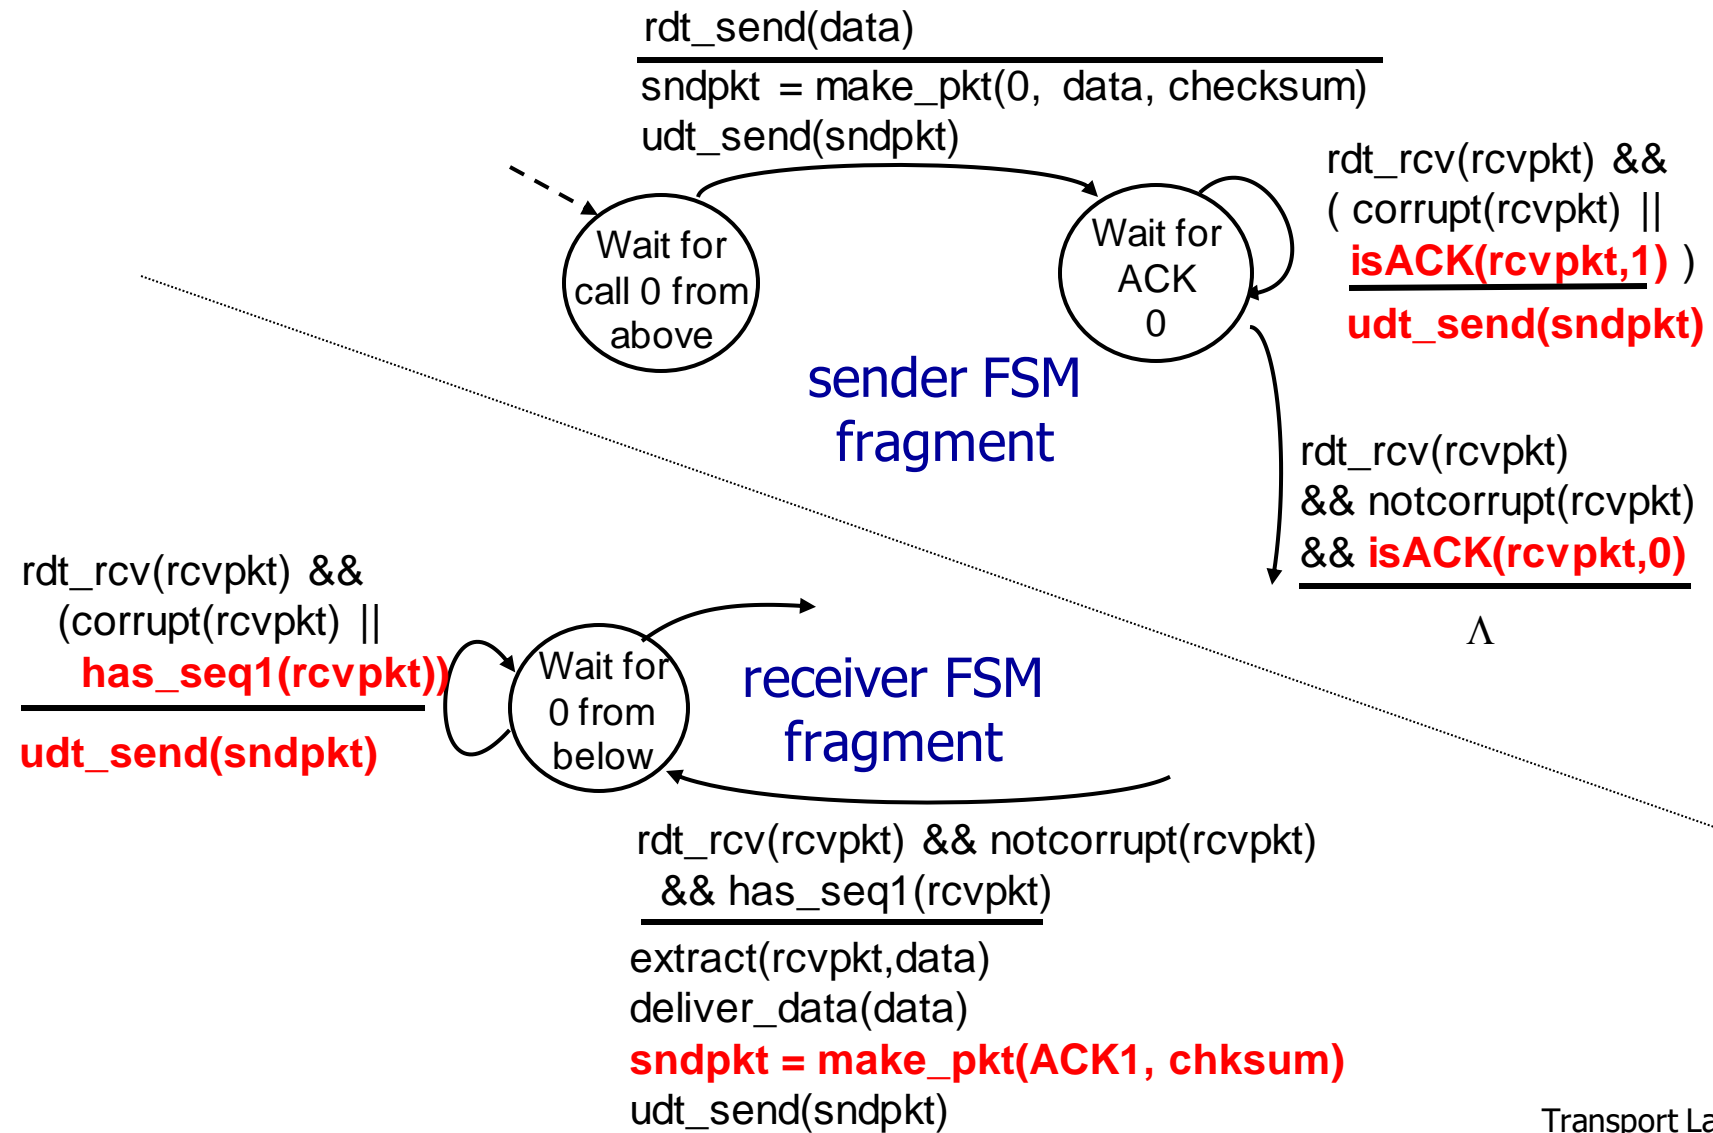 rdt_send(data)
sndpkt = make_pkt(0, data, checksum)
udt_send(sndpkt)
rdt_rcv(rcvpkt) &&
( corrupt(rcvpkt) ||
isACK(rcvpkt,1) )
udt_send(sndpkt)
Wait for
call 0 from
above
Wait for
ACK
0
sender FSM
fragment
rdt_rcv(rcvpkt)
&& notcorrupt(rcvpkt)
&& isACK(rcvpkt,0)
Λ
rdt_rcv(rcvpkt) &&
(corrupt(rcvpkt) ||
has_seq1(rcvpkt))
udt_send(sndpkt)
Wait for
0 from
below
receiver FSM
fragment
rdt_rcv(rcvpkt) && notcorrupt(rcvpkt)
&& has_seq1(rcvpkt)
extract(rcvpkt,data)
deliver_data(data)
sndpkt = make_pkt(ACK1, chksum)
udt_send(sndpkt)
Transport La